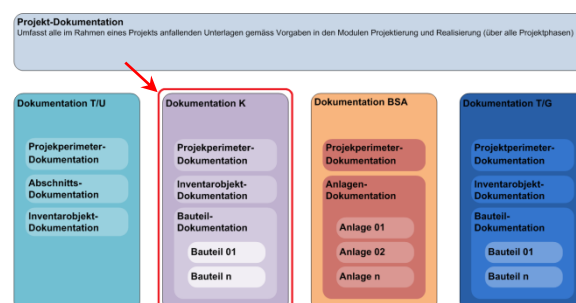 Projekt-Dokumentation
Umfasst alle im Rahmen eines Projekts anfallenden Unterlagen gemäss Vorgaben in den Modulen Projektierung und Realisierung (über alle Projektphasen)
Dokumentation T/U
Projekperimeter-
Dokumentation
Abschnitts-
Dokumentation
Inventarobjekt-
Dokumentation
Dokumentation K
Projekperimeter-
Dokumentation
Inventarobjekt-
Dokumentation
Bauteil-
Dokumentation
Bauteil 01
Bauteil n
Dokumentation BSA
Projekperimeter-
Dokumentation
Anlagen-
Dokumentation
Anlage 01
Anlage 02
Anlage n
Dokumentation T/G
Projektperimeter-
Dokumentation
Inventarobjekt-
Dokumentation
Bauteil-
Dokumentation
Bauteil 01
Bauteil n